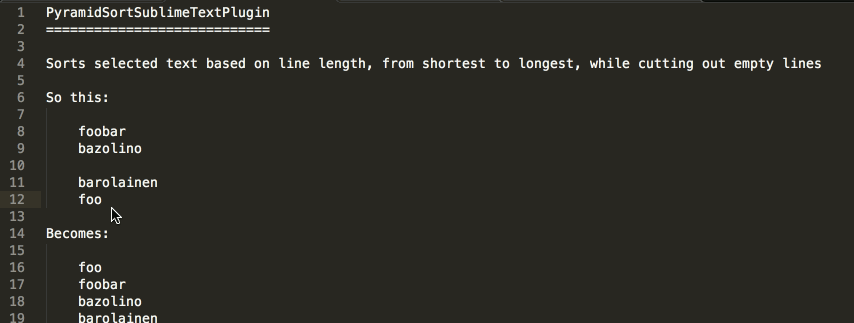 1 PyramidSortSublimeTextPlugin
2 ============================
3
4 Sorts selected text based on line length, from shortest to longest, while cutting out empty lines
5
6 So this:
7
8 foobar
9 bazolino
10
11 barolainen
12 foo
13
14 Becomes:
15
16 foo
17 foobar
18 bazolino
19 barolainen